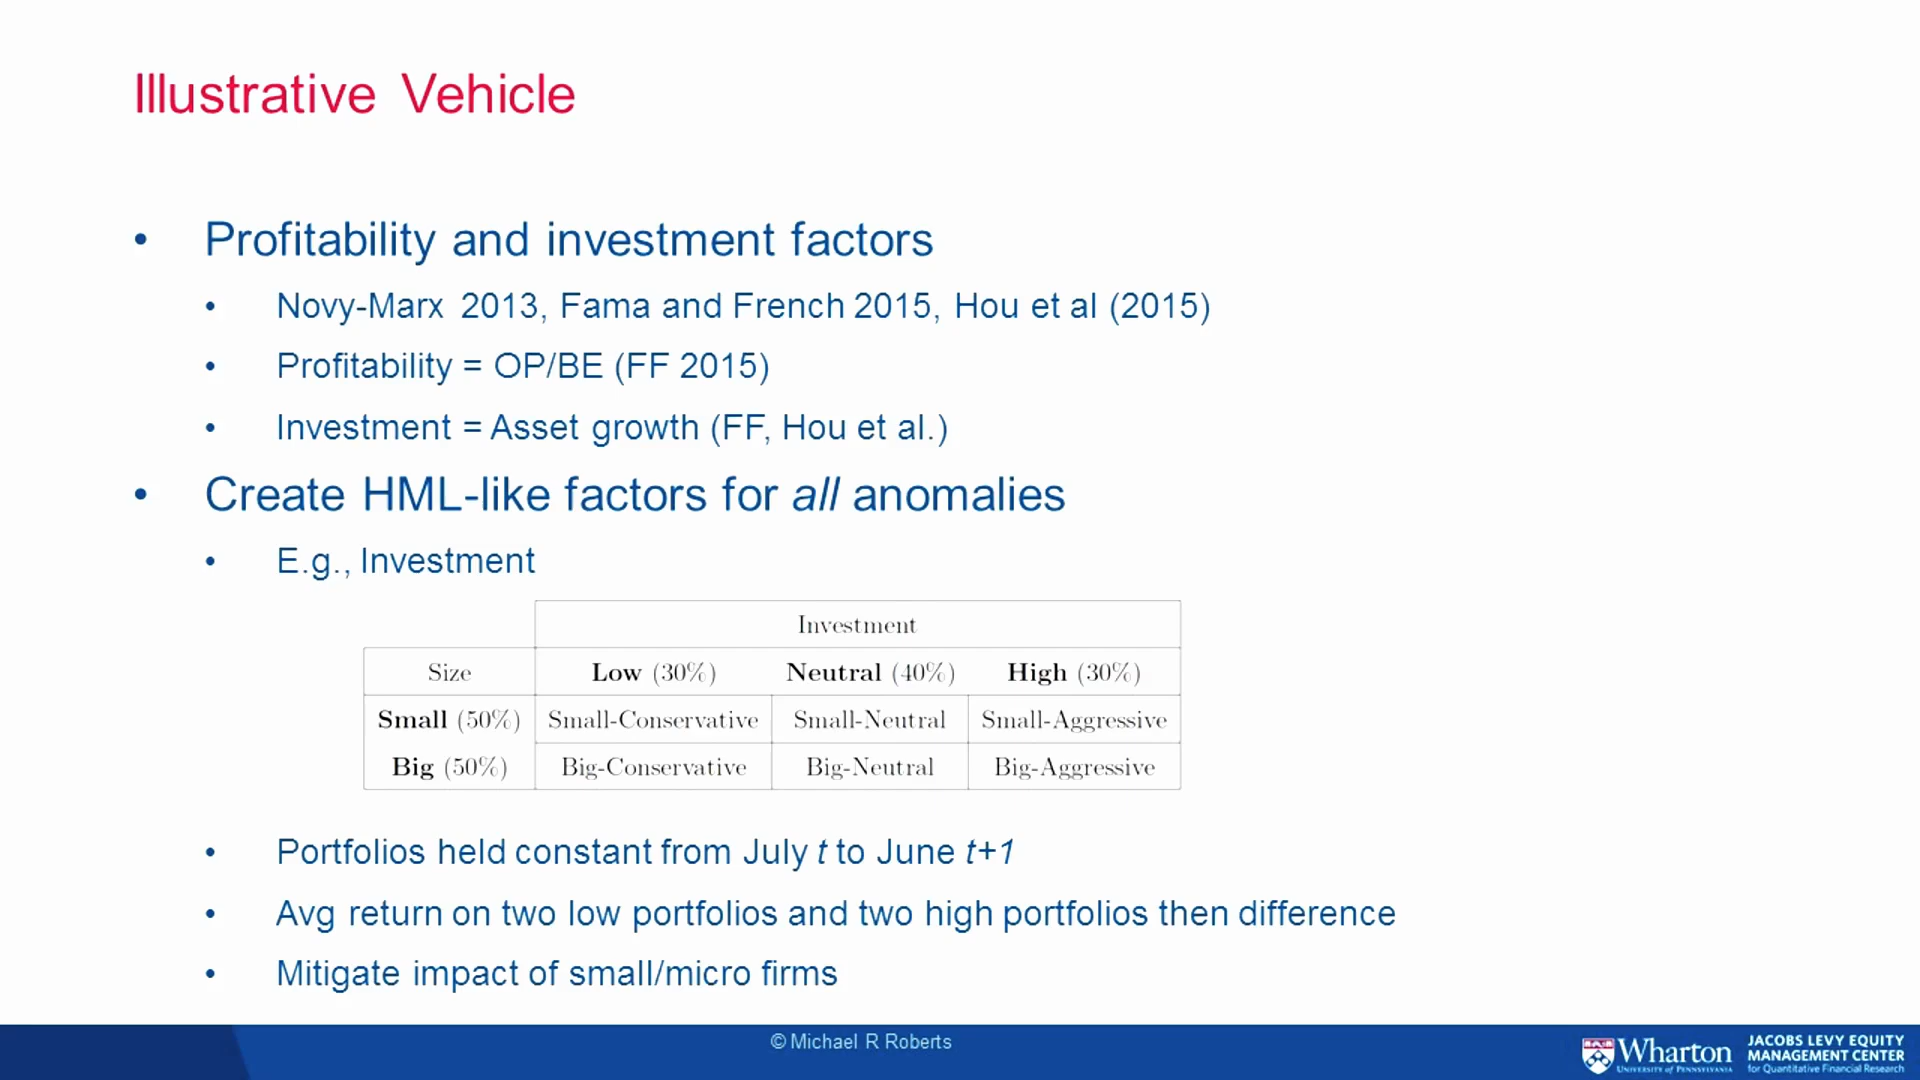 Illustrative Vehicle
• Profitability and investment factors
• Novy-Marx 2013, Fama and French 2015, Hou et al (2015)
• Profitability = OP/BE (FF 2015)
• Investment = Asset growth (FF, Hou et al.)
• Create HML-like factors for all anomalies
• E.g., Investment
Investment
Size Low (30%) Neutral (40%) High (30%)
Small (50%) Small-Conservative Small-Neutral Small-Aggressive
Big (50%) Big-Conservative Big-Neutral Big-Aggressive
• Portfolios held constant from July t to June t+1
• Avg return on two low portfolios and two high portfolios then difference
• Mitigate impact of small/micro firms
© Michael R Roberts
Wharton
UNIVERSITY of PENNSYLVANIA
JACOBS LEVY EQUITY
MANAGEMENT CENTER
for Quantitative Financial Research